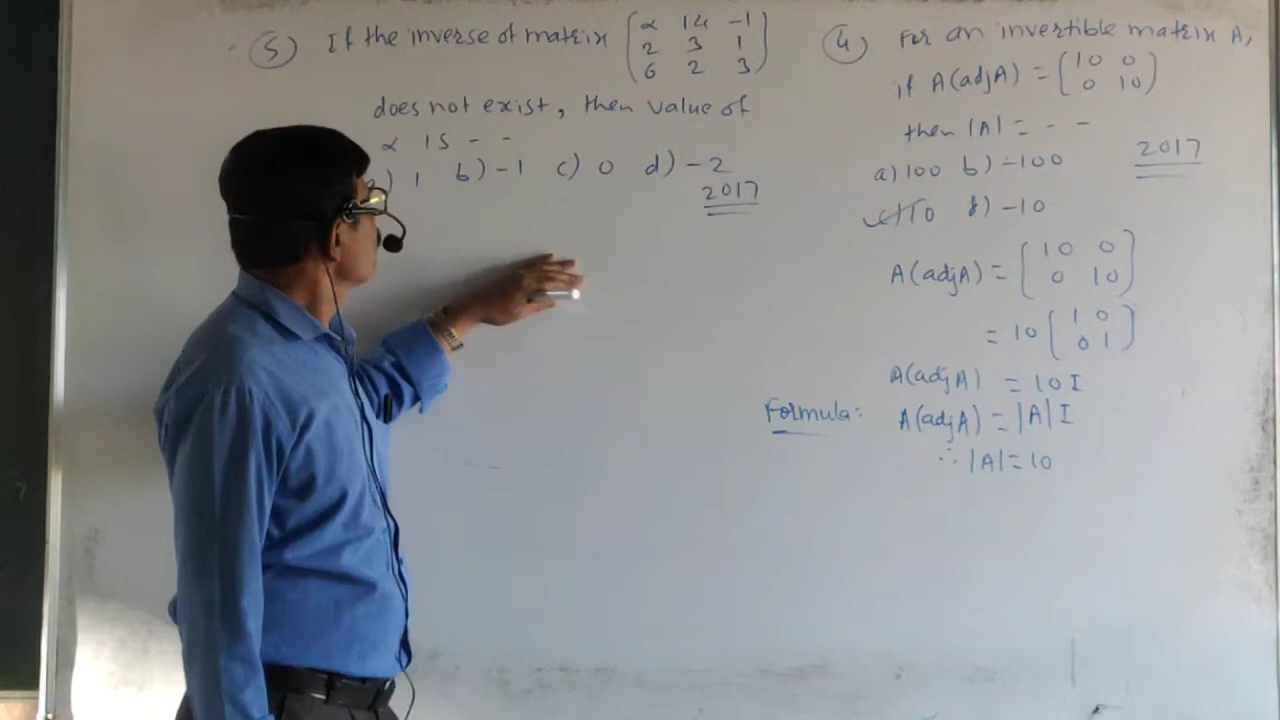 5) If the inverse of matrix (α 14 -1
2 3 1
6 2 3)
does not exist, then value of
α is - -
a) 1 b) -1 c) 0 d) -2
2017
4) For an invertible matrix A,
if A(adjA) = [10 0
0 10]
then |A| = - -
a) 100 b) -100
c) 10 d) -10
2017
A(adjA) = [10 0
0 10]
= 10 [1 0
0 1]
A(adjA) = 10 I
Formula: A(adjA) = |A| I
∴ |A| = 10